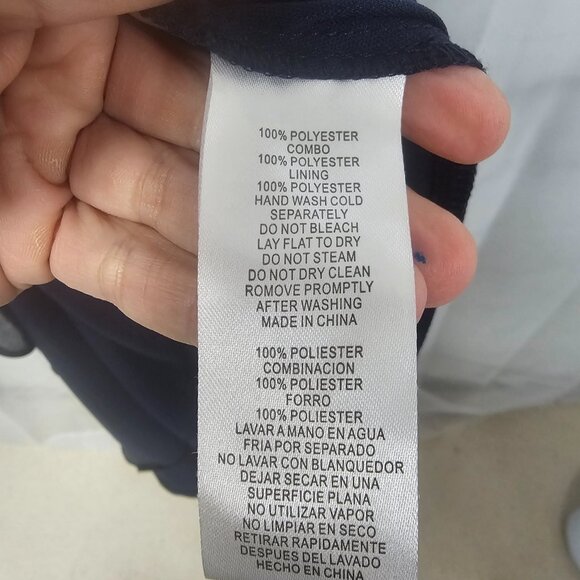 100% POLYESTER
COMBO
100% POLYESTER
LINING
100% POLYESTER
HAND WASH COLD
SEPARATELY
DO NOT BLEACH
LAY FLAT TO DRY
DO NOT STEAM
DO NOT DRY CLEAN
ROMOVE PROMPTLY
AFTER WASHING
MADE IN CHINA
100% POLIESTER
COMBINACION
100% POLIESTER
FORRO
100% POLIESTER
LAVAR A MANO EN AGUA
FRIA POR SEPARADO
NO LAVAR CON BLANQUEDOR
DEJAR SECAR EN UNA
SUPERFICIE PLANA
NO UTILIZAR VAPOR
NO LIMPIAR EN SECO
RETIRAR RAPIDAMENTE
DESPUES DEL LAVADO
HECHO EN CHINA